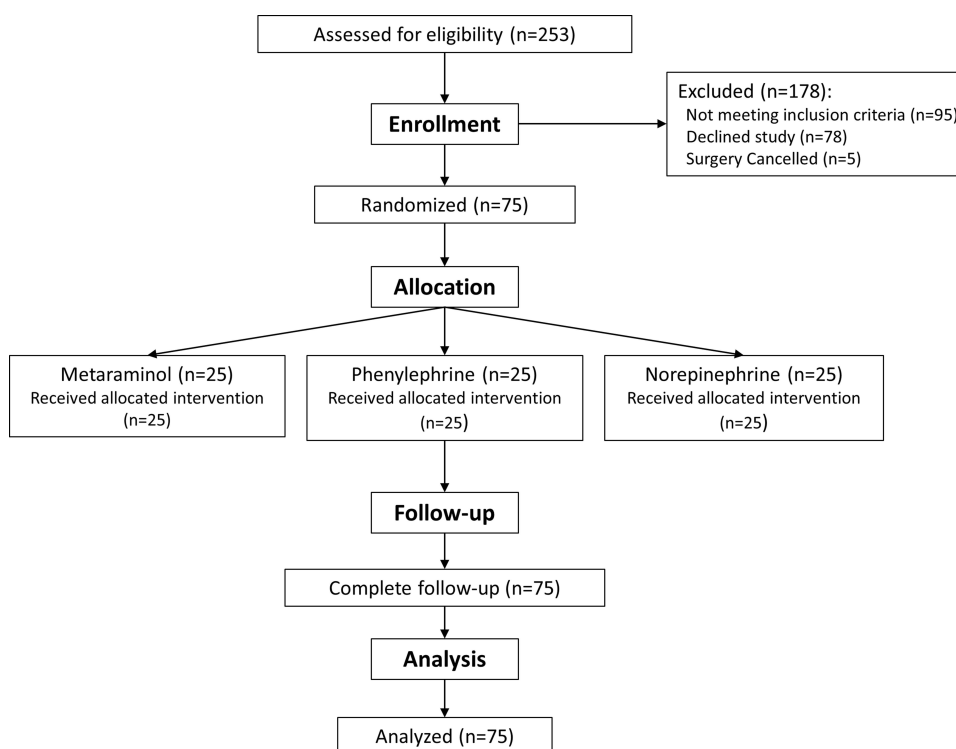 Assessed for eligibility (n=253)
Enrollment
Excluded (n=178):
Not meeting inclusion criteria (n=95)
Declined study (n=78)
Surgery Cancelled (n=5)
Randomized (n=75)
Allocation
Metaraminol (n=25)
Received allocated intervention
(n=25)
Phenylephrine (n=25)
Received allocated intervention
(n=25)
Norepinephrine (n=25)
Received allocated intervention
(n=25)
Follow-up
Complete follow-up (n=75)
Analysis
Analyzed (n=75)